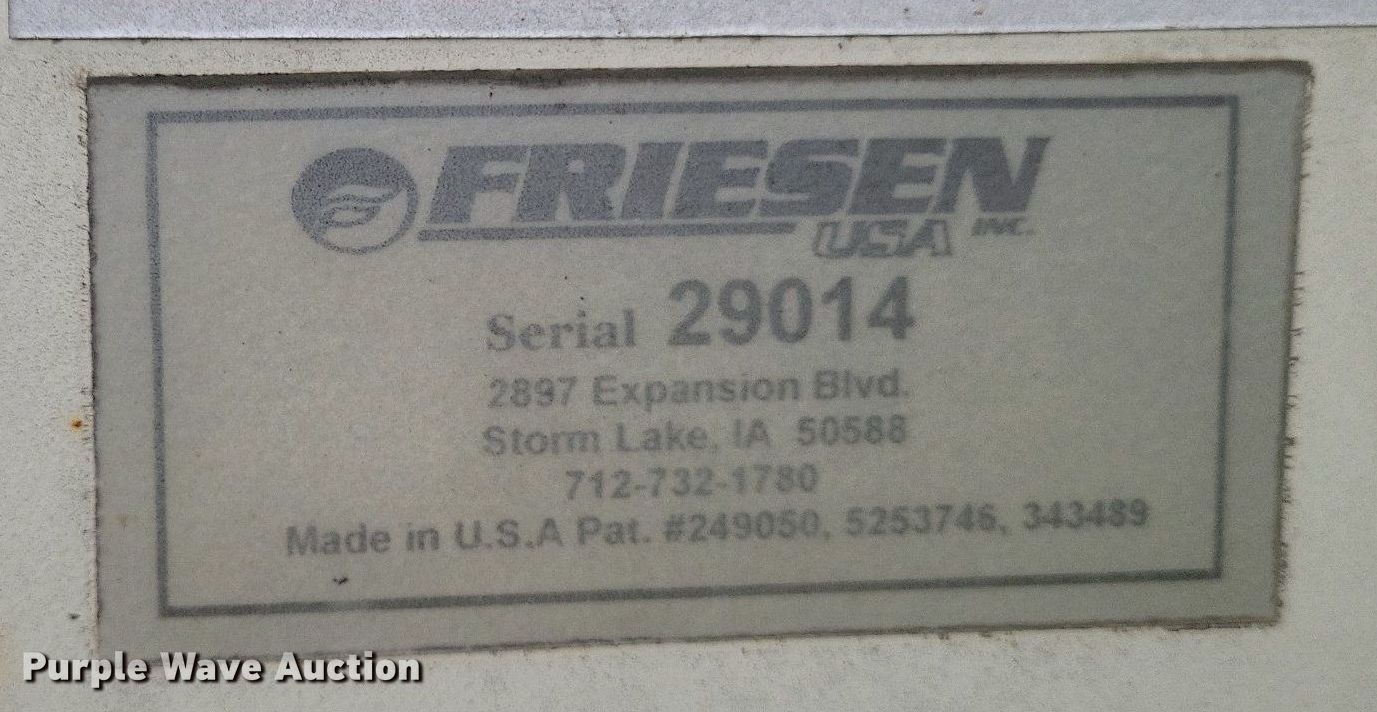 FRIESEN
USA INC.
Serial 29014
2897 Expansion Blvd.
Storm Lake, IA 50588
712-732-1780
Made in U.S.A Pat. #249050, 5253746, 343489
Purple Wave Auction